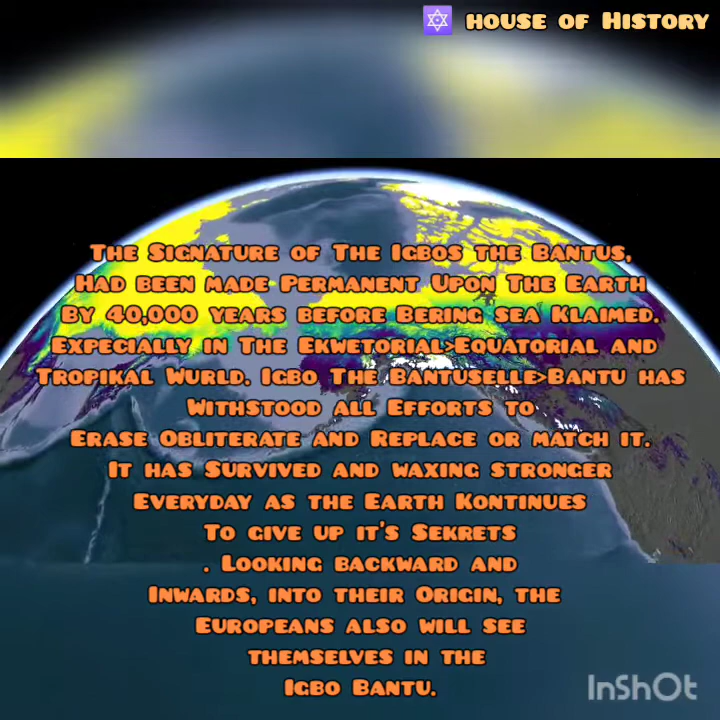 🔯 HOUSE OF HISTORY
THE SIGNATURE OF THE IGBOS THE BANTUS,
HAD BEEN MADE PERMANENT UPON THE EARTH
BY 40,000 YEARS BEFORE BERING SEA KLAIMED.
EXPECIALLY IN THE EKWETORIAL>EQUATORIAL AND
TROPIKAL WURLD. IGBO THE BANTUSEILLE>BANTU HAS
WITHSTOOD ALL EFFORTS TO
ERASE OBLITERATE AND REPLACE OR MATCH IT.
IT HAS SURVIVED AND WAXING STRONGER
EVERYDAY AS THE EARTH KONTINUES
TO GIVE UP IT'S SEKRETS
. LOOKING BACKWARD AND
INWARDS, INTO THEIR ORIGIN, THE
EUROPEANS ALSO WILL SEE
THEMSELVES IN THE
IGBO BANTU.
InShOt